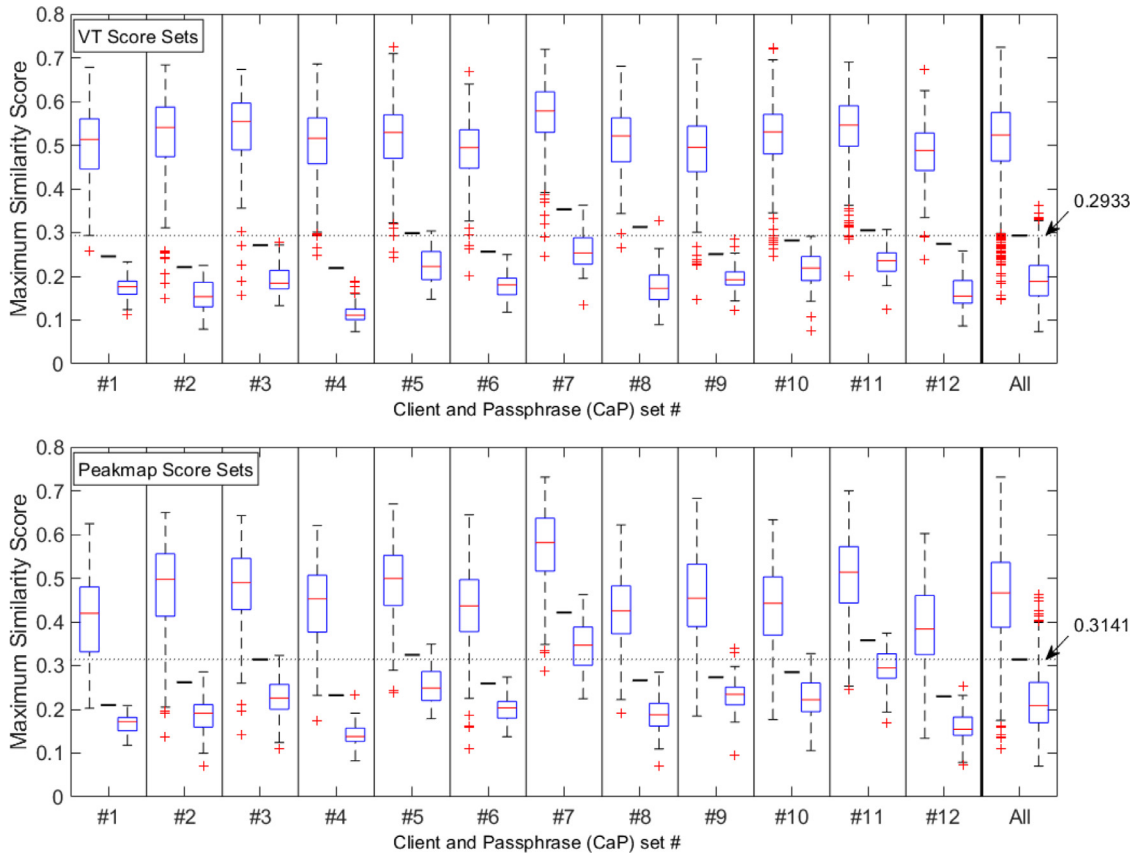 VT Score Sets
Maximum Similarity Score
0.8
0.7
0.6
0.5
0.4
0.3
0.2
0.1
0
0.2933
#1 #2 #3 #4 #5 #6 #7 #8 #9 #10 #11 #12 All
Client and Passphrase (CaP) set #
Peakmap Score Sets
Maximum Similarity Score
0.8
0.7
0.6
0.5
0.4
0.3
0.2
0.1
0
0.3141
#1 #2 #3 #4 #5 #6 #7 #8 #9 #10 #11 #12 All
Client and Passphrase (CaP) set #